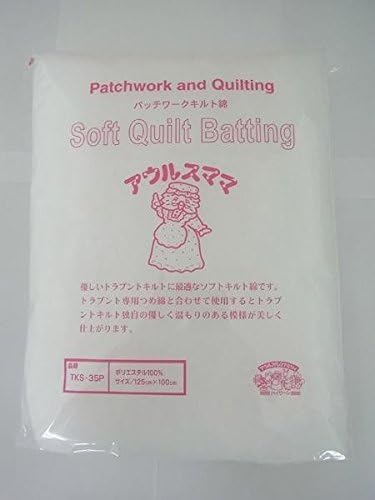 Patchwork and Quilting
パッチワークキルト綿
Soft Quilt Batting
アウルスママ
優しいトラプントキルトに最適なソフトキルト綿です。
トラプント専用つめ綿と合わせて使用するとトラプ
ントキルト独自の優しく温もりのある模様が美しく
仕上がります。
品番
TKS-35P
ポリエステル100%
サイズ/125cm×100cm